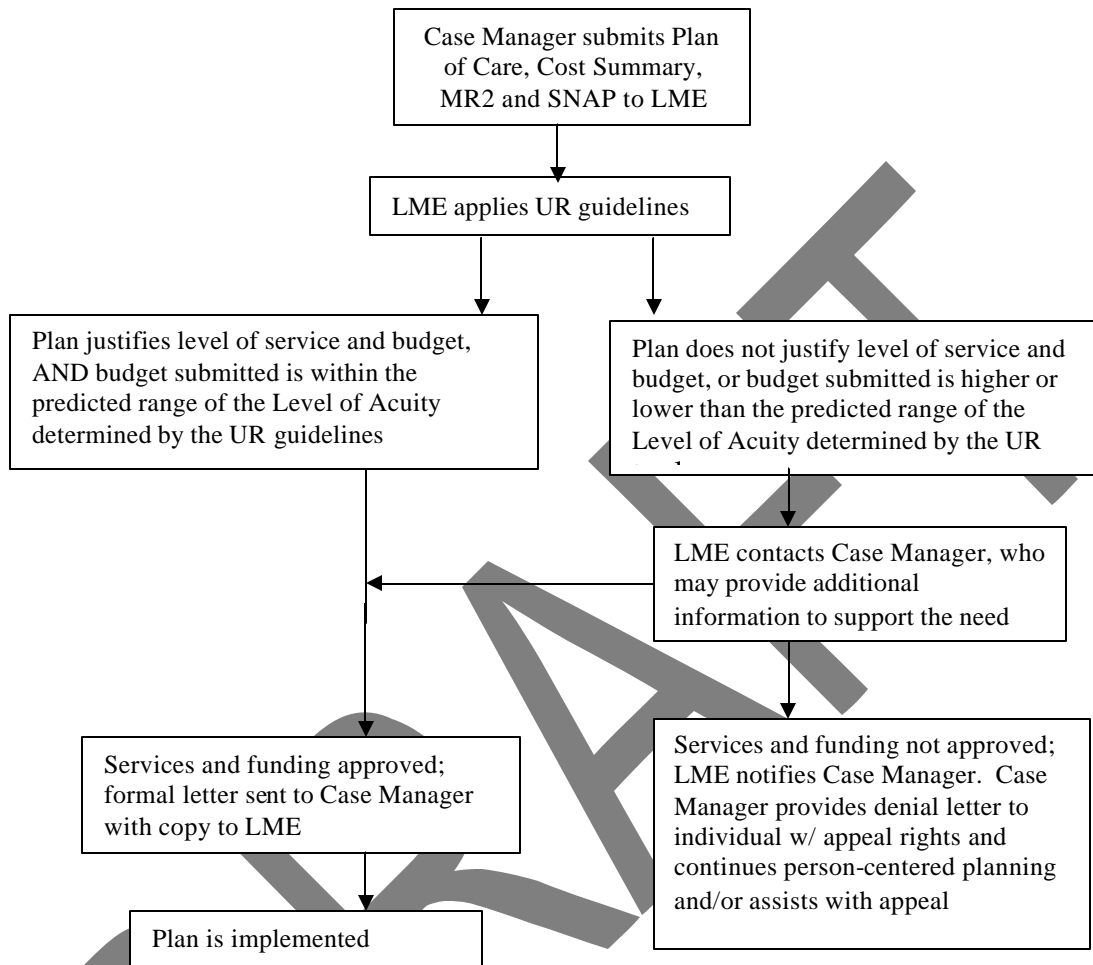 Case Manager submits Plan
of Care, Cost Summary,
MR2 and SNAP to LME
LME applies UR guidelines
Plan justifies level of service and budget,
AND budget submitted is within the
predicted range of the Level of Acuity
determined by the UR guidelines
Plan does not justify level of service and
budget, or budget submitted is higher or
lower than the predicted range of the
Level of Acuity determined by the UR
LME contacts Case Manager, who
may provide additional
information to support the need
Services and funding approved;
formal letter sent to Case Manager
with copy to LME
Services and funding not approved;
LME notifies Case Manager.  Case
Manager provides denial letter to
individual w/ appeal rights and
continues person-centered planning
and/or assists with appeal
Plan is implemented